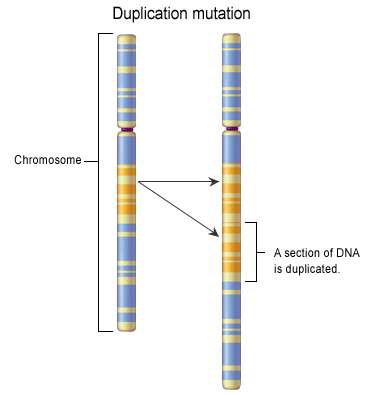 Duplication mutation
Chromosome
A section of DNA
is duplicated.